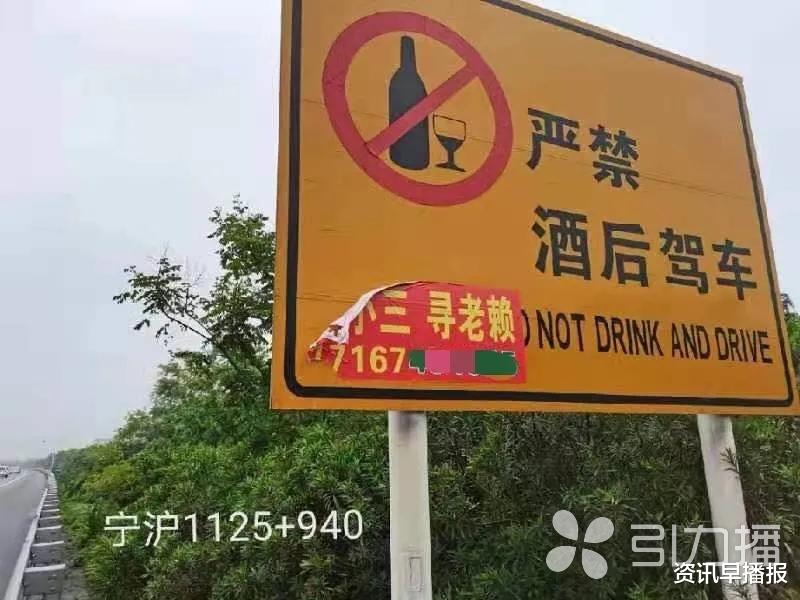 严禁
酒后驾车
O NOT DRINK AND DRIVE
小三 寻老赖
17167
宁沪1125+940
引力播
资讯早播报